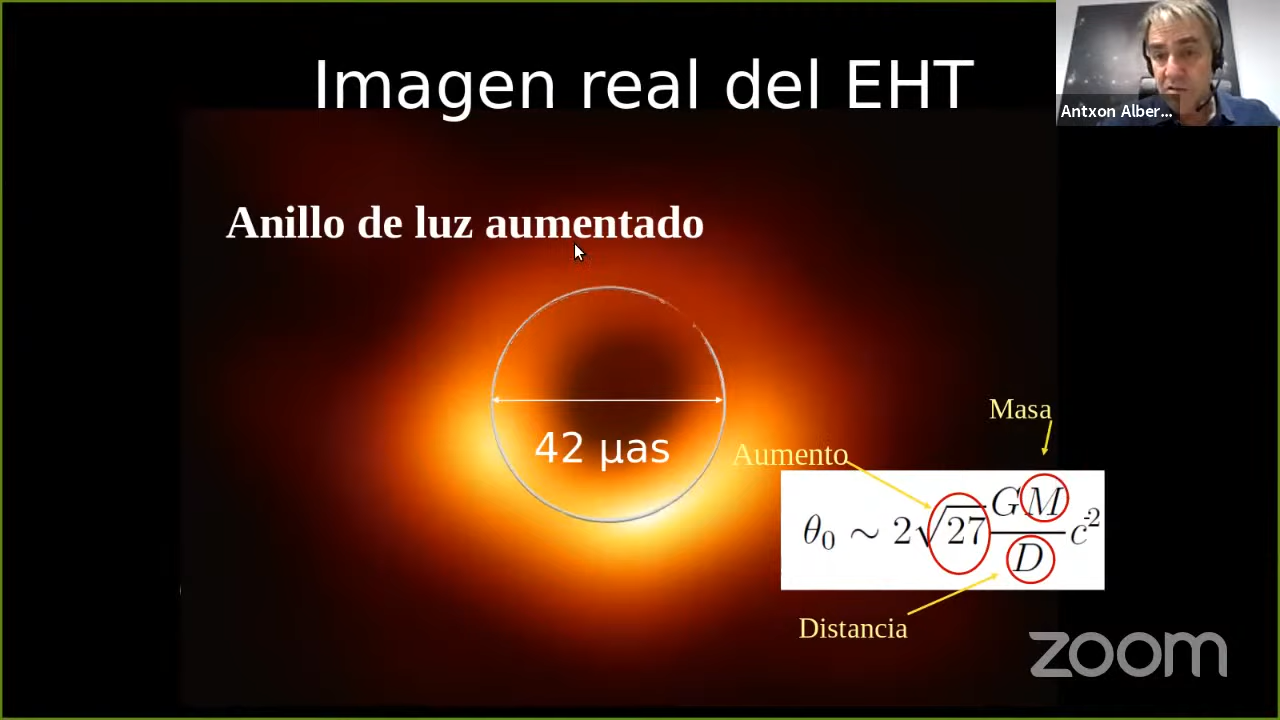 Imagen real del EHT
Antxon Alber...
Anillo de luz aumentado
42 μas
Masa
Aumento
θ₀ ∼ 2√27 GM/D c⁻²
Distancia
zoom